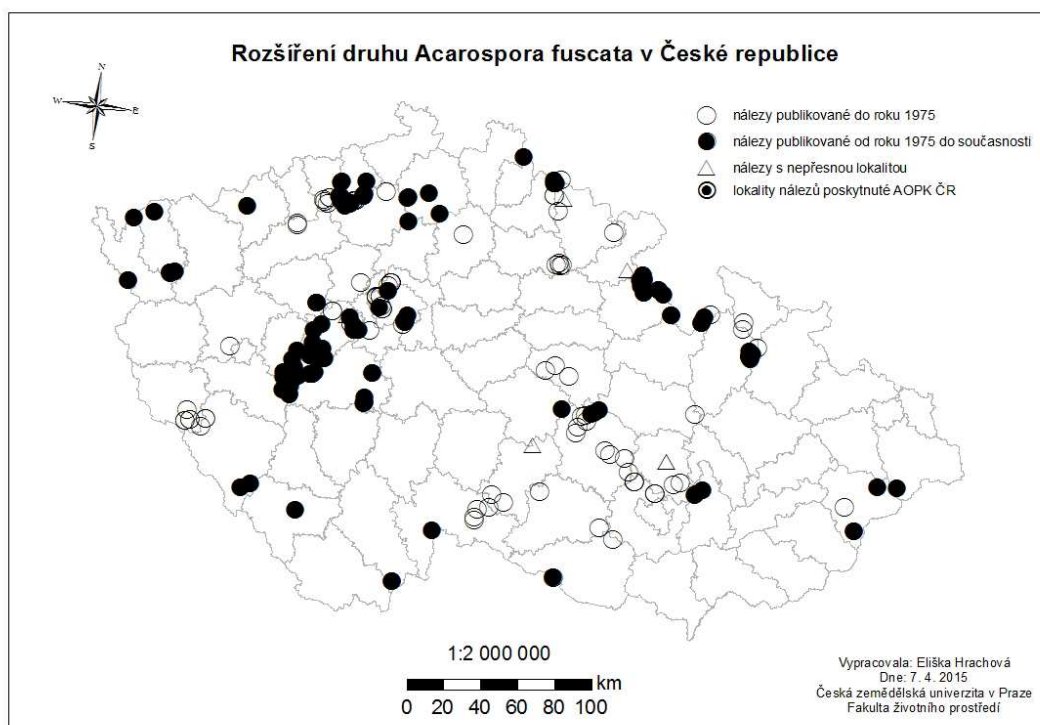 Rozšíření druhu Acarospora fuscata v České republice
N
W
E
S
nálezy publikované do roku 1975
nálezy publikované od roku 1975 do současnosti
nálezy s nepřesnou lokalitou
lokality nálezů poskytnuté AOPK ČR
1:2 000 000
km
0 20 40 60 80 100
Vypracovala: Eliška Hrachová
Dne: 7. 4. 2015
Česká zemědělská univerzita v Praze
Fakulta životního prostředí